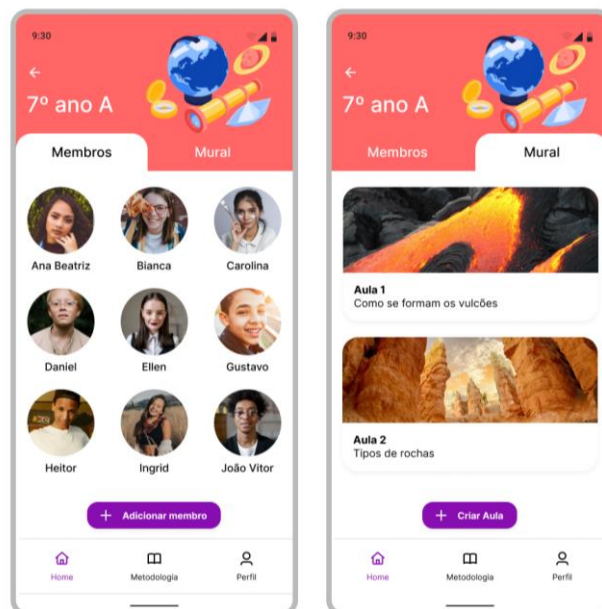 9:30
7º ano A
Membros Mural
Ana Beatriz Bianca Carolina
Daniel Ellen Gustavo
Heitor Ingrid João Vitor
+ Adicionar membro
Home Metodologia Perfil
9:30
7º ano A
Membros Mural
Aula 1
Como se formam os vulcões
Aula 2
Tipos de rochas
+ Criar Aula
Home Metodologia Perfil